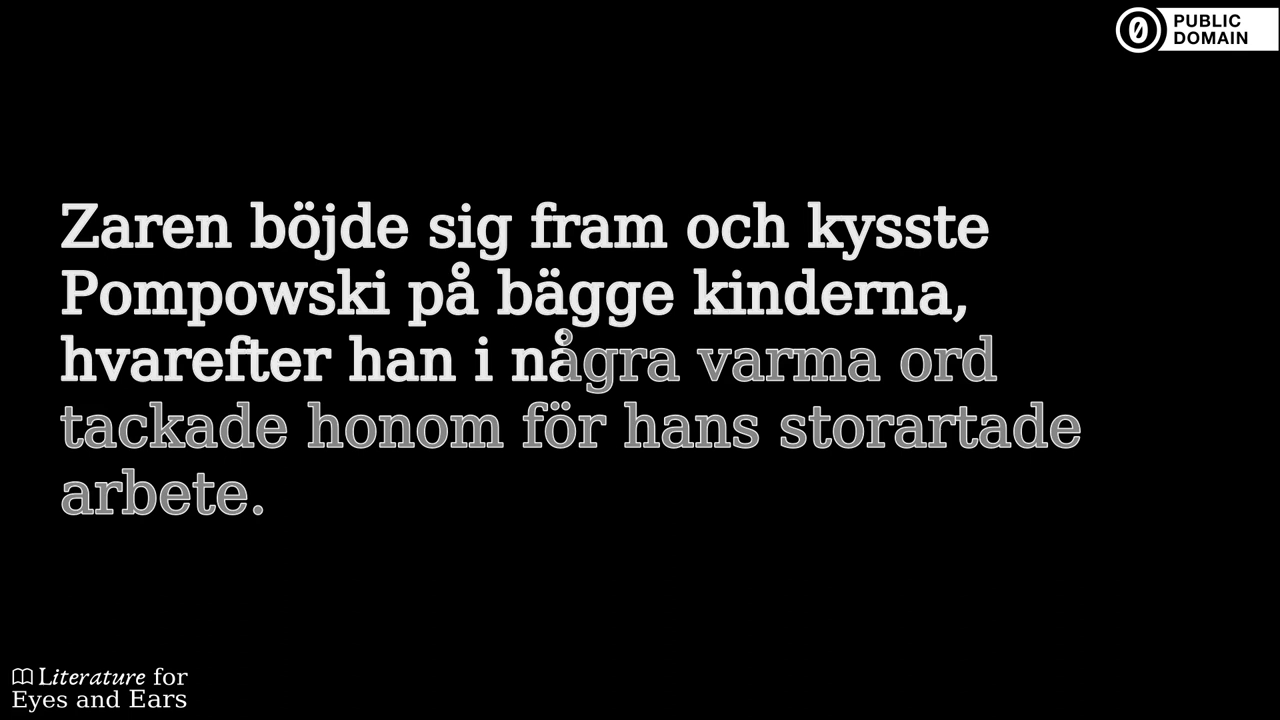 PUBLIC
DOMAIN
Zaren böjde sig fram och kysste
Pompowski på bägge kinderna,
hvarefter han i några varma ord
tackade honom för hans storartade
arbete.
Literature for
Eyes and Ears